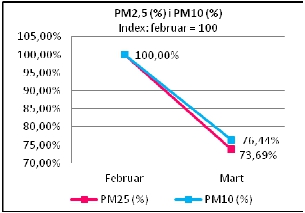 PM2,5 (%) i PM10 (%)
Index: februar = 100
105,00%
100,00%
95,00%
90,00%
85,00%
80,00%
75,00%
70,00%
100,00%
76,44%
73,69%
Februar
Mart
PM25 (%)
PM10 (%)